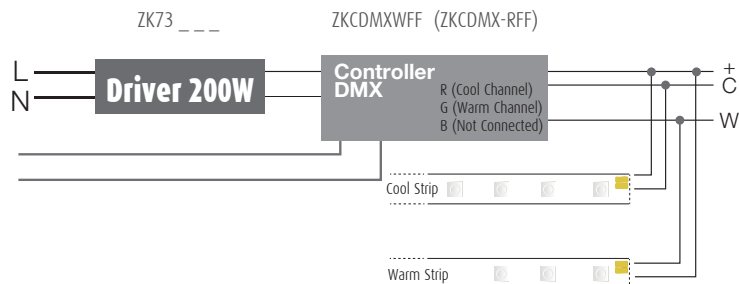 ZK73 _ _ _
ZKCDMXWFF (ZKCDMX-RFF)
L
N
Driver 200W
Controller
DMX
R (Cool Channel)
G (Warm Channel)
B (Not Connected)
+
C
W
Cool Strip
Warm Strip